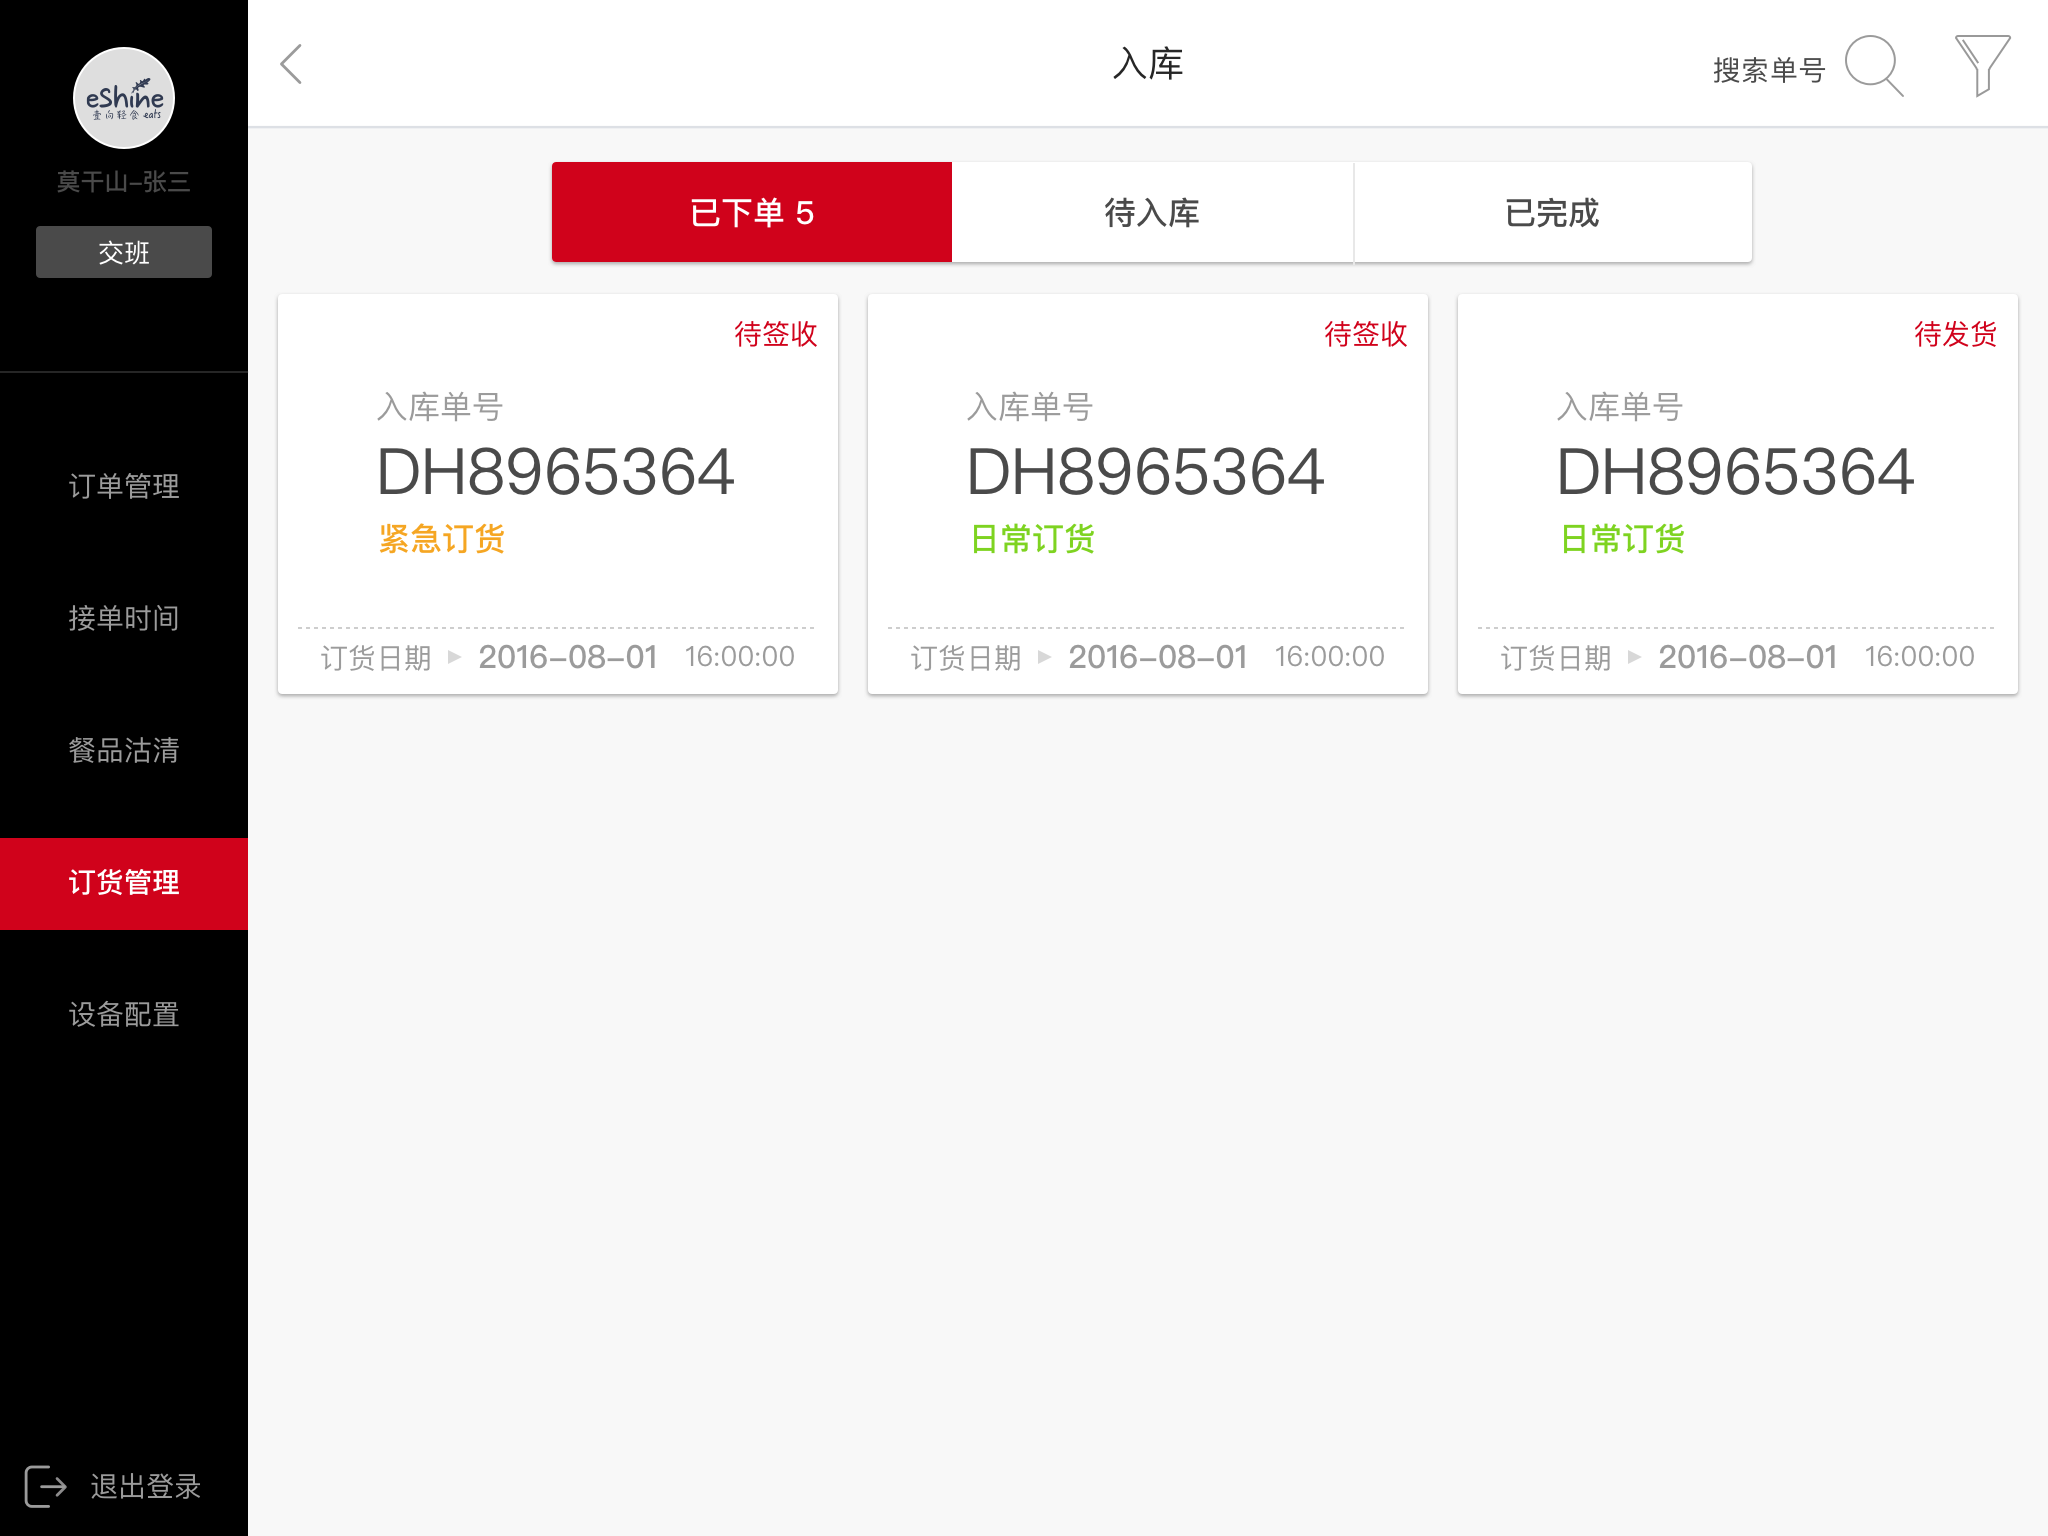 eShine
壹向轻食 eats
莫干山–张三
交班
订单管理
接单时间
餐品沽清
订货管理
设备配置
退出登录
入库
搜索单号
已下单 5
待入库
已完成
待签收
入库单号
DH8965364
紧急订货
订货日期 2016–08–01 16:00:00
待签收
入库单号
DH8965364
日常订货
订货日期 2016–08–01 16:00:00
待发货
入库单号
DH8965364
日常订货
订货日期 2016–08–01 16:00:00